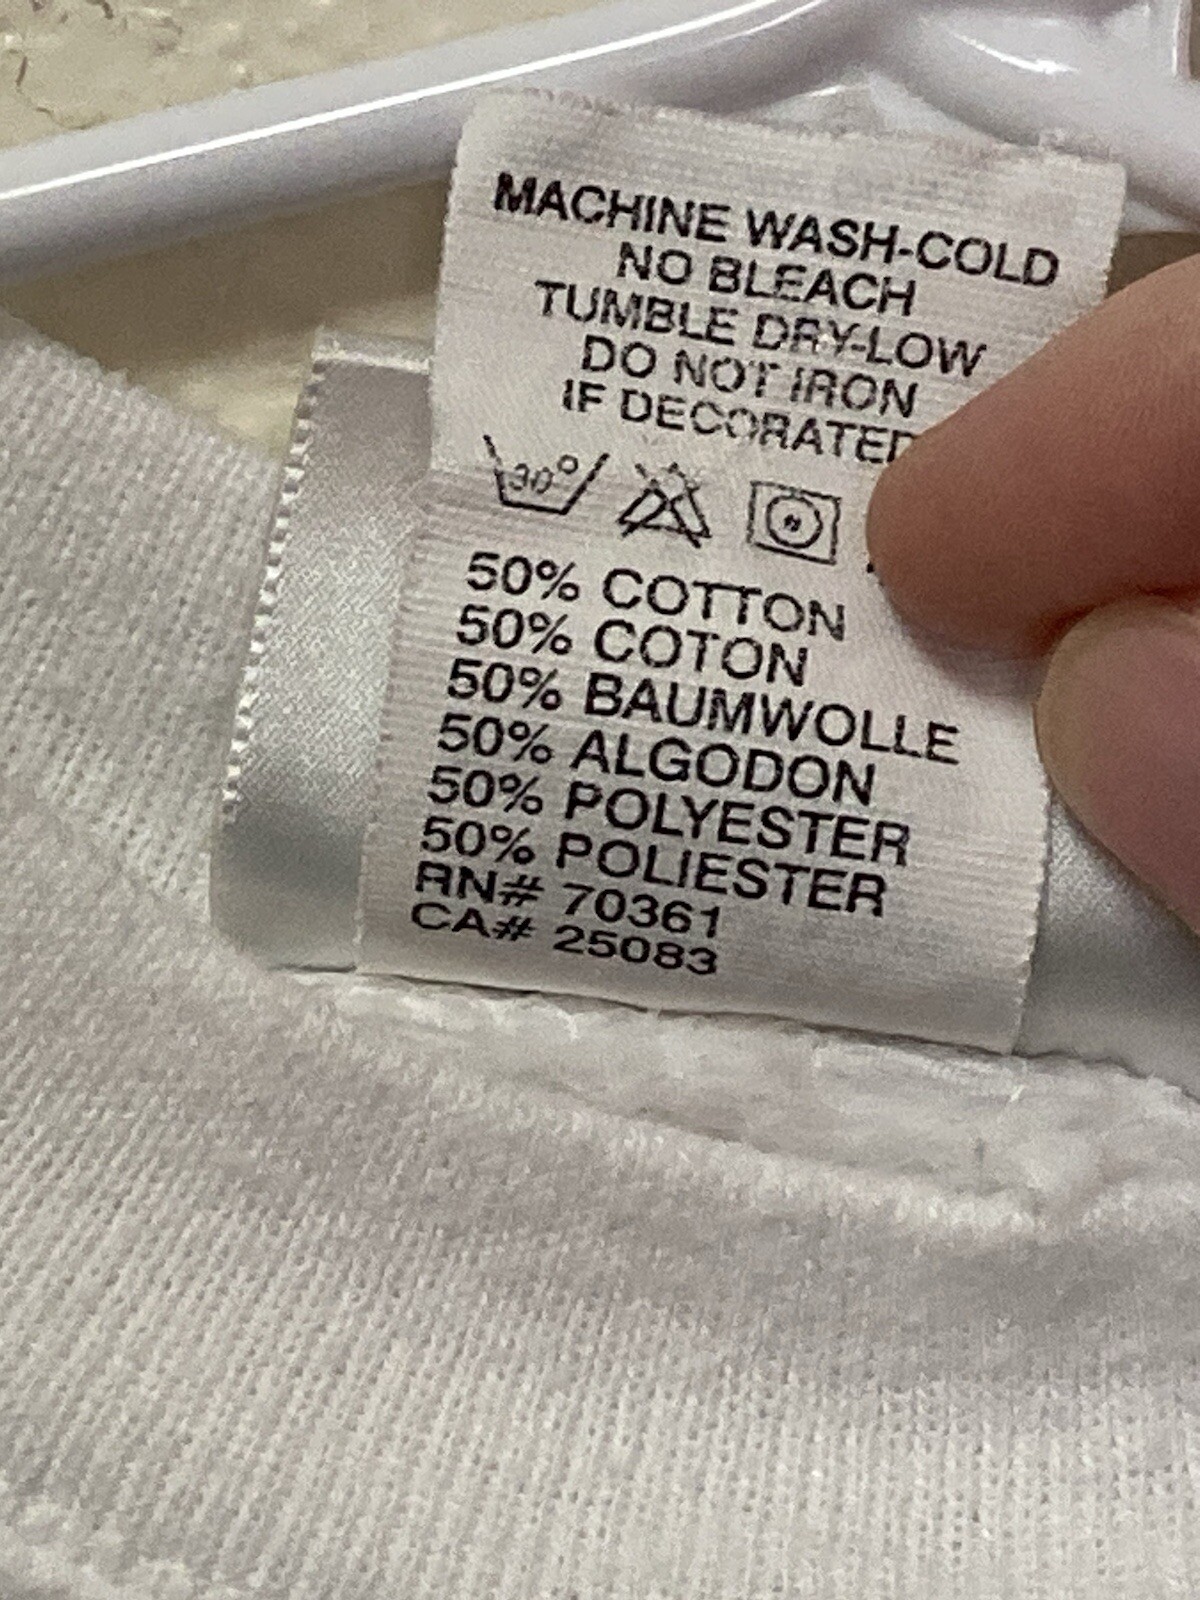 MACHINE WASH-COLD
NO BLEACH
TUMBLE DRY-LOW
DO NOT IRON
IF DECORATED
30°
50% COTTON
50% COTON
50% BAUMWOLLE
50% ALGODON
50% POLYESTER
50% POLIESTER
RN# 70361
CA# 25083